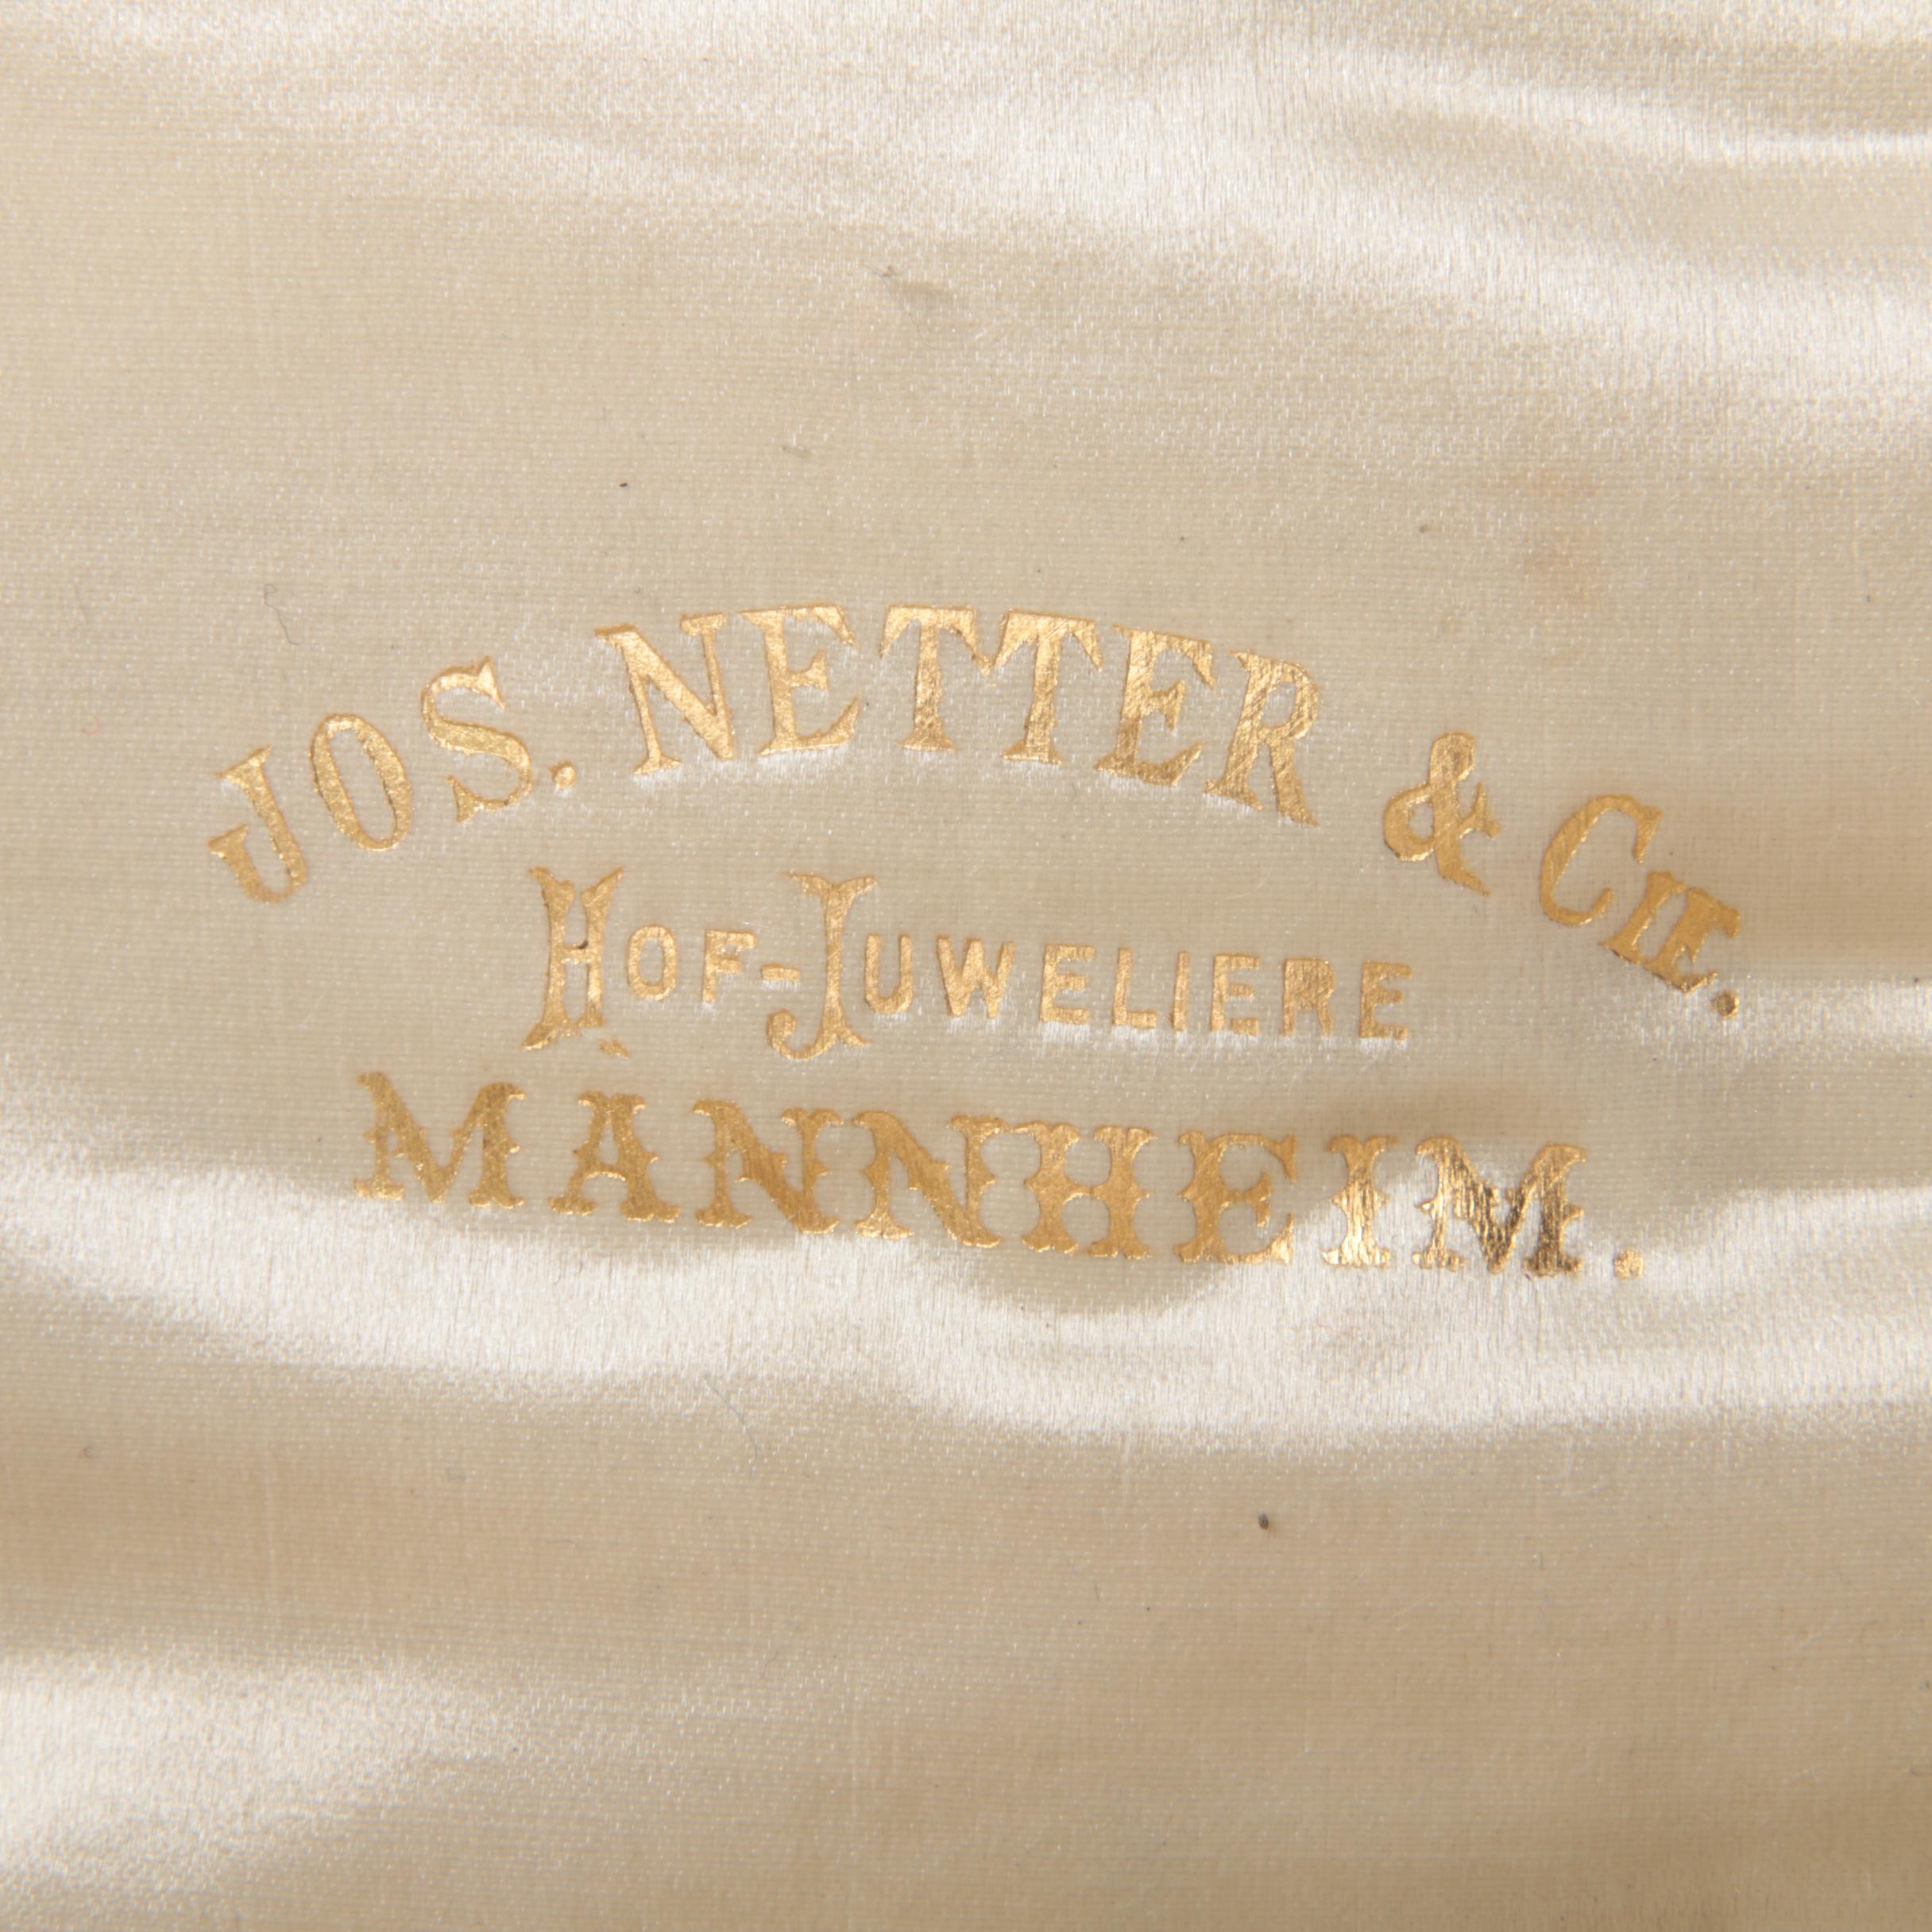 JOS. NETTER & CIE.
HOF-JUWELIERE
MANNHEIM.